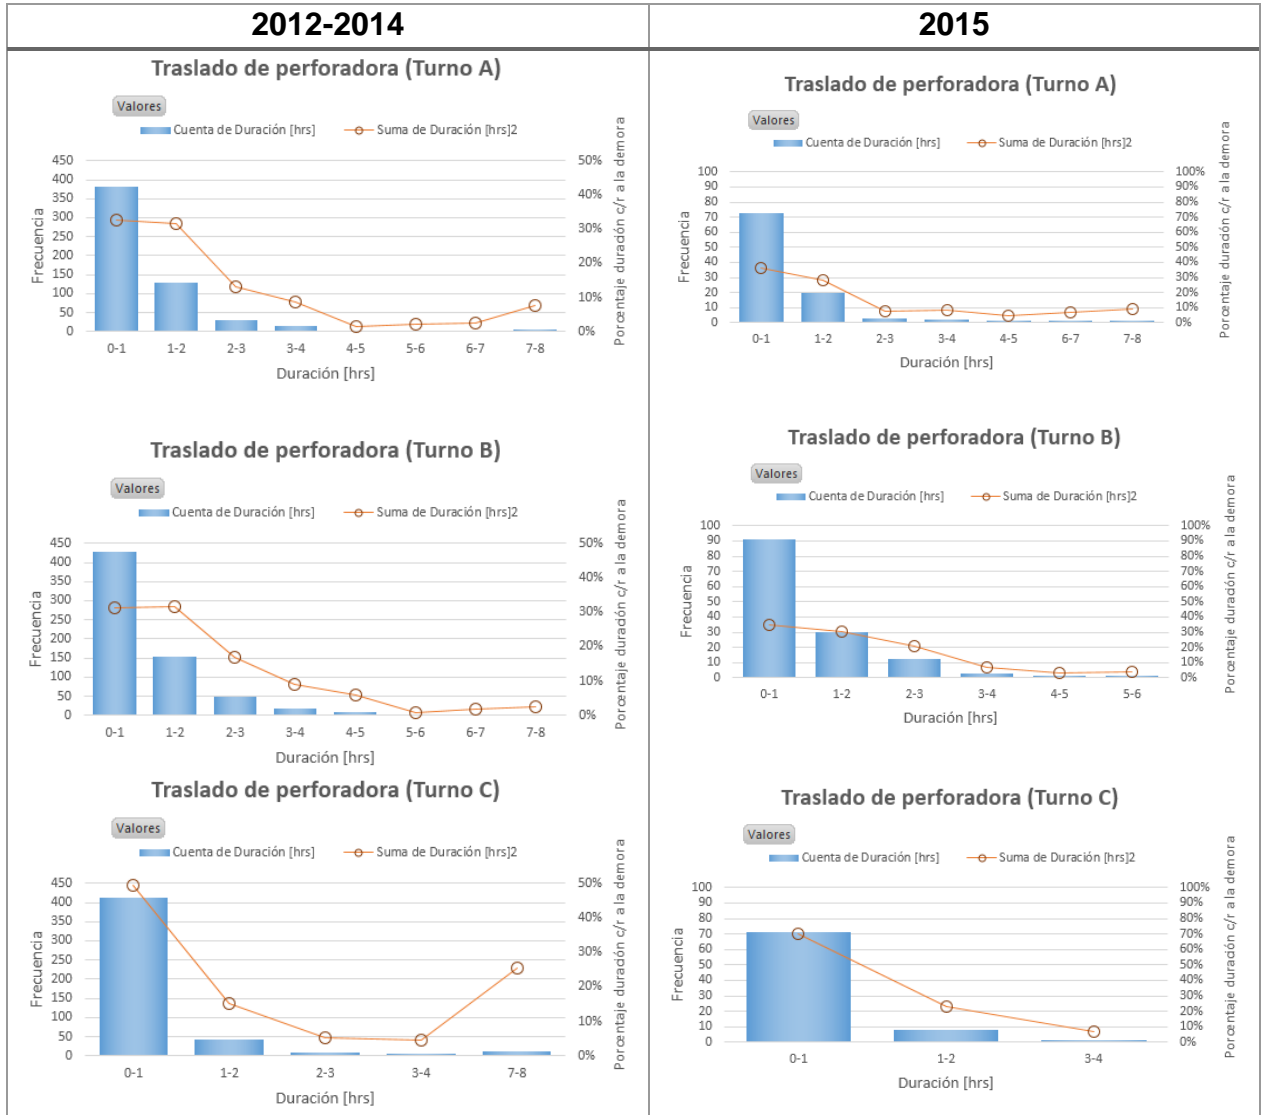 2012-2014
2015
Traslado de perforadora (Turno A)
Valores
Cuenta de Duración [hrs] Suma de Duración [hrs]2
Frecuencia
450
400
350
300
250
200
150
100
50
0
50%
40%
30%
20%
10%
0%
Porcentaje duración c/r a la demora
0-1 1-2 2-3 3-4 4-5 5-6 6-7 7-8
Duración [hrs]
Traslado de perforadora (Turno A)
Valores
Cuenta de Duración [hrs] Suma de Duración [hrs]2
Frecuencia
100
90
80
70
60
50
40
30
20
10
0
100%
90%
80%
70%
60%
50%
40%
30%
20%
10%
0%
Porcentaje duración c/r a la demora
0-1 1-2 2-3 3-4 4-5 6-7 7-8
Duración [hrs]
Traslado de perforadora (Turno B)
Valores
Cuenta de Duración [hrs] Suma de Duración [hrs]2
Frecuencia
450
400
350
300
250
200
150
100
50
0
50%
40%
30%
20%
10%
0%
Porcentaje duración c/r a la demora
0-1 1-2 2-3 3-4 4-5 5-6 6-7 7-8
Duración [hrs]
Traslado de perforadora (Turno B)
Valores
Cuenta de Duración [hrs] Suma de Duración [hrs]2
Frecuencia
100
90
80
70
60
50
40
30
20
10
0
100%
90%
80%
70%
60%
50%
40%
30%
20%
10%
0%
Porcentaje duración c/r a la demora
0-1 1-2 2-3 3-4 4-5 5-6
Duración [hrs]
Traslado de perforadora (Turno C)
Valores
Cuenta de Duración [hrs] Suma de Duración [hrs]2
Frecuencia
450
400
350
300
250
200
150
100
50
0
50%
40%
30%
20%
10%
0%
Porcentaje duración c/r a la demora
0-1 1-2 2-3 3-4 7-8
Duración [hrs]
Traslado de perforadora (Turno C)
Valores
Cuenta de Duración [hrs] Suma de Duración [hrs]2
Frecuencia
100
90
80
70
60
50
40
30
20
10
0
100%
90%
80%
70%
60%
50%
40%
30%
20%
10%
0%
Porcentaje duración c/r a la demora
0-1 1-2 3-4
Duración [hrs]